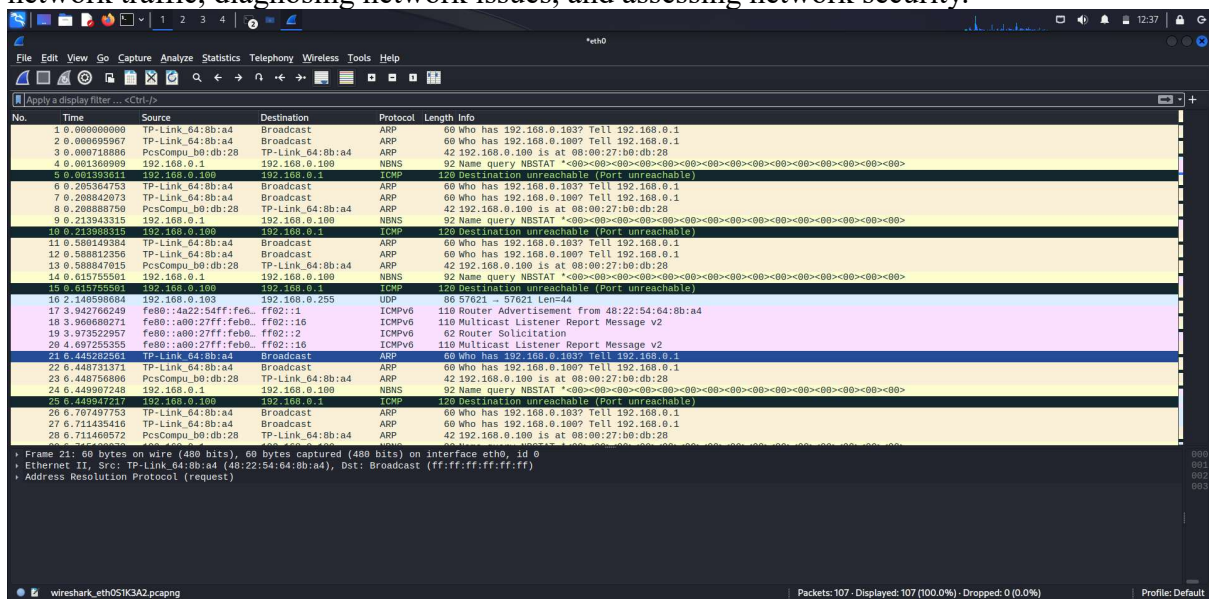 network traffic, diagnosing network issues, and assessing network security.
1 2 3 4 12:37
*eth0
File Edit View Go Capture Analyze Statistics Telephony Wireless Tools Help
Apply a display filter ... <Ctrl-/>
No. Time Source Destination Protocol Length Info
1 0.000000000 TP-Link_64:8b:a4 Broadcast ARP 60 Who has 192.168.0.103? Tell 192.168.0.1
2 0.000695967 TP-Link_64:8b:a4 Broadcast ARP 60 Who has 192.168.0.100? Tell 192.168.0.1
3 0.000718886 PcsCompu_b0:db:28 TP-Link_64:8b:a4 ARP 42 192.168.0.100 is at 08:00:27:b0:db:28
4 0.001360909 192.168.0.1 192.168.0.100 NBNS 92 Name query NBSTAT *<00><00><00><00><00><00><00><00><00><00><00><00><00><00><00>
5 0.001393611 192.168.0.100 192.168.0.1 ICMP 120 Destination unreachable (Port unreachable)
6 0.205364753 TP-Link_64:8b:a4 Broadcast ARP 60 Who has 192.168.0.103? Tell 192.168.0.1
7 0.208842073 TP-Link_64:8b:a4 Broadcast ARP 60 Who has 192.168.0.100? Tell 192.168.0.1
8 0.208888750 PcsCompu_b0:db:28 TP-Link_64:8b:a4 ARP 42 192.168.0.100 is at 08:00:27:b0:db:28
9 0.213943315 192.168.0.1 192.168.0.100 NBNS 92 Name query NBSTAT *<00><00><00><00><00><00><00><00><00><00><00><00><00><00><00>
10 0.213988315 192.168.0.100 192.168.0.1 ICMP 120 Destination unreachable (Port unreachable)
11 0.580149384 TP-Link_64:8b:a4 Broadcast ARP 60 Who has 192.168.0.103? Tell 192.168.0.1
12 0.588812356 TP-Link_64:8b:a4 Broadcast ARP 60 Who has 192.168.0.100? Tell 192.168.0.1
13 0.588847015 PcsCompu_b0:db:28 TP-Link_64:8b:a4 ARP 42 192.168.0.100 is at 08:00:27:b0:db:28
14 0.615755501 192.168.0.1 192.168.0.100 NBNS 92 Name query NBSTAT *<00><00><00><00><00><00><00><00><00><00><00><00><00><00><00>
15 0.615755501 192.168.0.100 192.168.0.1 ICMP 120 Destination unreachable (Port unreachable)
16 2.140598684 192.168.0.103 192.168.0.255 UDP 86 57621 → 57621 Len=44
17 3.942766249 fe80::4a22:54ff:fe6… ff02::1 ICMPv6 110 Router Advertisement from 48:22:54:64:8b:a4
18 3.960680271 fe80::a00:27ff:feb0… ff02::16 ICMPv6 110 Multicast Listener Report Message v2
19 3.973522957 fe80::a00:27ff:feb0… ff02::2 ICMPv6 62 Router Solicitation
20 4.697255355 fe80::a00:27ff:feb0… ff02::16 ICMPv6 110 Multicast Listener Report Message v2
21 6.445282561 TP-Link_64:8b:a4 Broadcast ARP 60 Who has 192.168.0.103? Tell 192.168.0.1
22 6.448731371 TP-Link_64:8b:a4 Broadcast ARP 60 Who has 192.168.0.100? Tell 192.168.0.1
23 6.448756806 PcsCompu_b0:db:28 TP-Link_64:8b:a4 ARP 42 192.168.0.100 is at 08:00:27:b0:db:28
24 6.449907248 192.168.0.1 192.168.0.100 NBNS 92 Name query NBSTAT *<00><00><00><00><00><00><00><00><00><00><00><00><00><00><00>
25 6.449947217 192.168.0.100 192.168.0.1 ICMP 120 Destination unreachable (Port unreachable)
26 6.707497753 TP-Link_64:8b:a4 Broadcast ARP 60 Who has 192.168.0.103? Tell 192.168.0.1
27 6.711435416 TP-Link_64:8b:a4 Broadcast ARP 60 Who has 192.168.0.100? Tell 192.168.0.1
28 6.711460572 PcsCompu_b0:db:28 TP-Link_64:8b:a4 ARP 42 192.168.0.100 is at 08:00:27:b0:db:28
Frame 21: 60 bytes on wire (480 bits), 60 bytes captured (480 bits) on interface eth0, id 0
Ethernet II, Src: TP-Link_64:8b:a4 (48:22:54:64:8b:a4), Dst: Broadcast (ff:ff:ff:ff:ff:ff)
Address Resolution Protocol (request)
000
001
002
003
wireshark_eth0S1K3A2.pcapng Packets: 107 · Displayed: 107 (100.0%) · Dropped: 0 (0.0%) Profile: Default